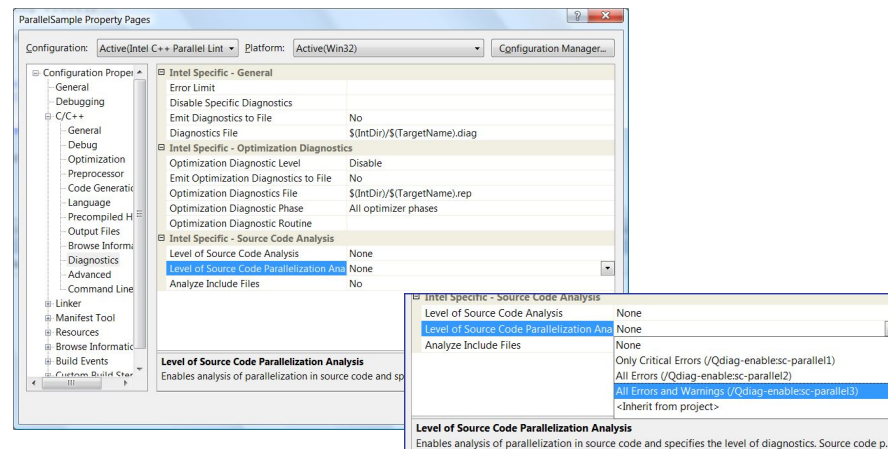 ParallelSample Property Pages
Configuration: Active(Intel C++ Parallel Lint Platform: Active(Win32) Configuration Manager...
Configuration Proper
General
Debugging
C/C++
General
Debug
Optimization
Preprocessor
Code Generatic
Language
Precompiled H
Output Files
Browse Informa
Diagnostics
Advanced
Command Line
Linker
Manifest Tool
Resources
Browse Informatic
Build Events
Custom Build Step
Intel Specific - General
Error Limit
Disable Specific Diagnostics
Emit Diagnostics to File No
Diagnostics File $(IntDir)/$(TargetName).diag
Intel Specific - Optimization Diagnostics
Optimization Diagnostic Level Disable
Emit Optimization Diagnostics to File No
Optimization Diagnostics File $(IntDir)/$(TargetName).rep
Optimization Diagnostic Phase All optimizer phases
Optimization Diagnostic Routine
Intel Specific - Source Code Analysis
Level of Source Code Analysis None
Level of Source Code Parallelization Ana None
Analyze Include Files No
Level of Source Code Parallelization Analysis
Enables analysis of parallelization in source code and sp
Intel Specific - Source Code Analysis
Level of Source Code Analysis None
Level of Source Code Parallelization Ana None
Analyze Include Files None
Only Critical Errors (/Qdiag-enable:sc-parallel1)
All Errors (/Qdiag-enable:sc-parallel2)
All Errors and Warnings (/Qdiag-enable:sc-parallel3)
<Inherit from project>
Level of Source Code Parallelization Analysis
Enables analysis of parallelization in source code and specifies the level of diagnostics. Source code p...